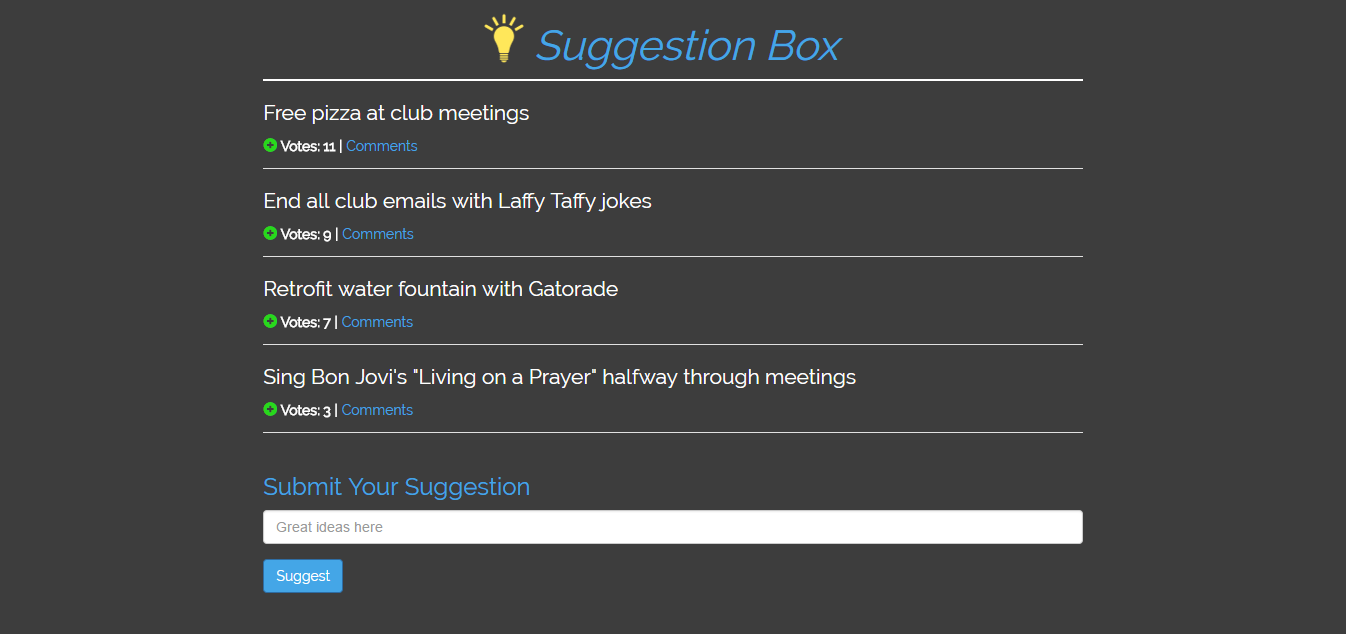 Suggestion Box
Free pizza at club meetings
Votes: 11 | Comments
End all club emails with Laffy Taffy jokes
Votes: 9 | Comments
Retrofit water fountain with Gatorade
Votes: 7 | Comments
Sing Bon Jovi's "Living on a Prayer" halfway through meetings
Votes: 3 | Comments
Submit Your Suggestion
Great ideas here
Suggest